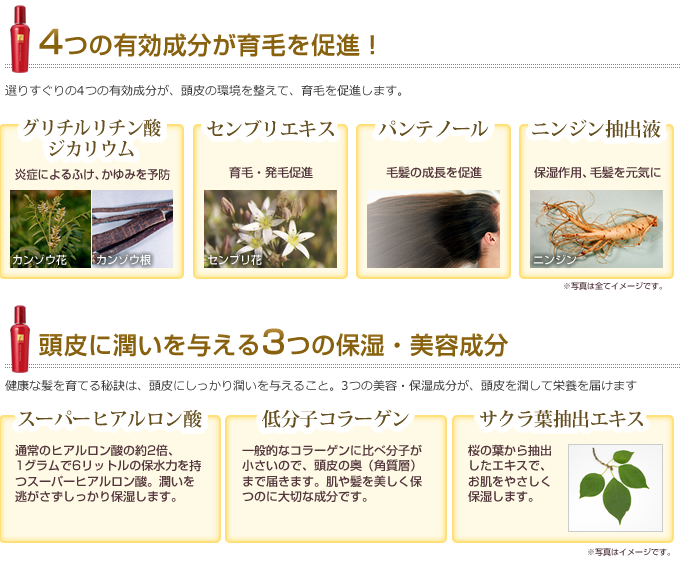 4つの有効成分が育毛を促進！
選りすぐりの4つの有効成分が、頭皮の環境を整えて、育毛を促進します。
グリチルリチン酸
ジカリウム
炎症によるふけ、かゆみを予防
カンゾウ花
カンゾウ根
センブリエキス
育毛・発毛促進
センブリ花
パンテノール
毛髪の成長を促進
ニンジン抽出液
保湿作用、毛髪を元気に
ニンジン
※写真は全てイメージです。
頭皮に潤いを与える3つの保湿・美容成分
健康な髪を育てる秘訣は、頭皮にしっかり潤いを与えること。3つの美容・保湿成分が、頭皮を潤して栄養を届けます
スーパーヒアルロン酸
通常のヒアルロン酸の約2倍、
1グラムで6リットルの保水力を持
つスーパーヒアルロン酸。潤いを
逃がさずしっかり保湿します。
低分子コラーゲン
一般的なコラーゲンに比べ分子が
小さいので、頭皮の奥（角質層）
まで届きます。肌や髪を美しく保
つのに大切な成分です。
サクラ葉抽出エキス
桜の葉から抽出
したエキスで、
お肌をやさしく
保湿します。
※写真はイメージです。